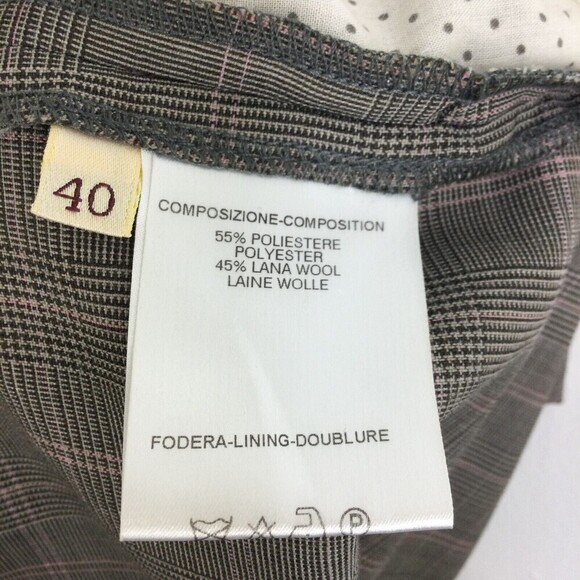 40
COMPOSIZIONE-COMPOSITION
55% POLIESTERE
POLYESTER
45% LANA WOOL
LAINE WOLLE
FODERA-LINING-DOUBLURE
P